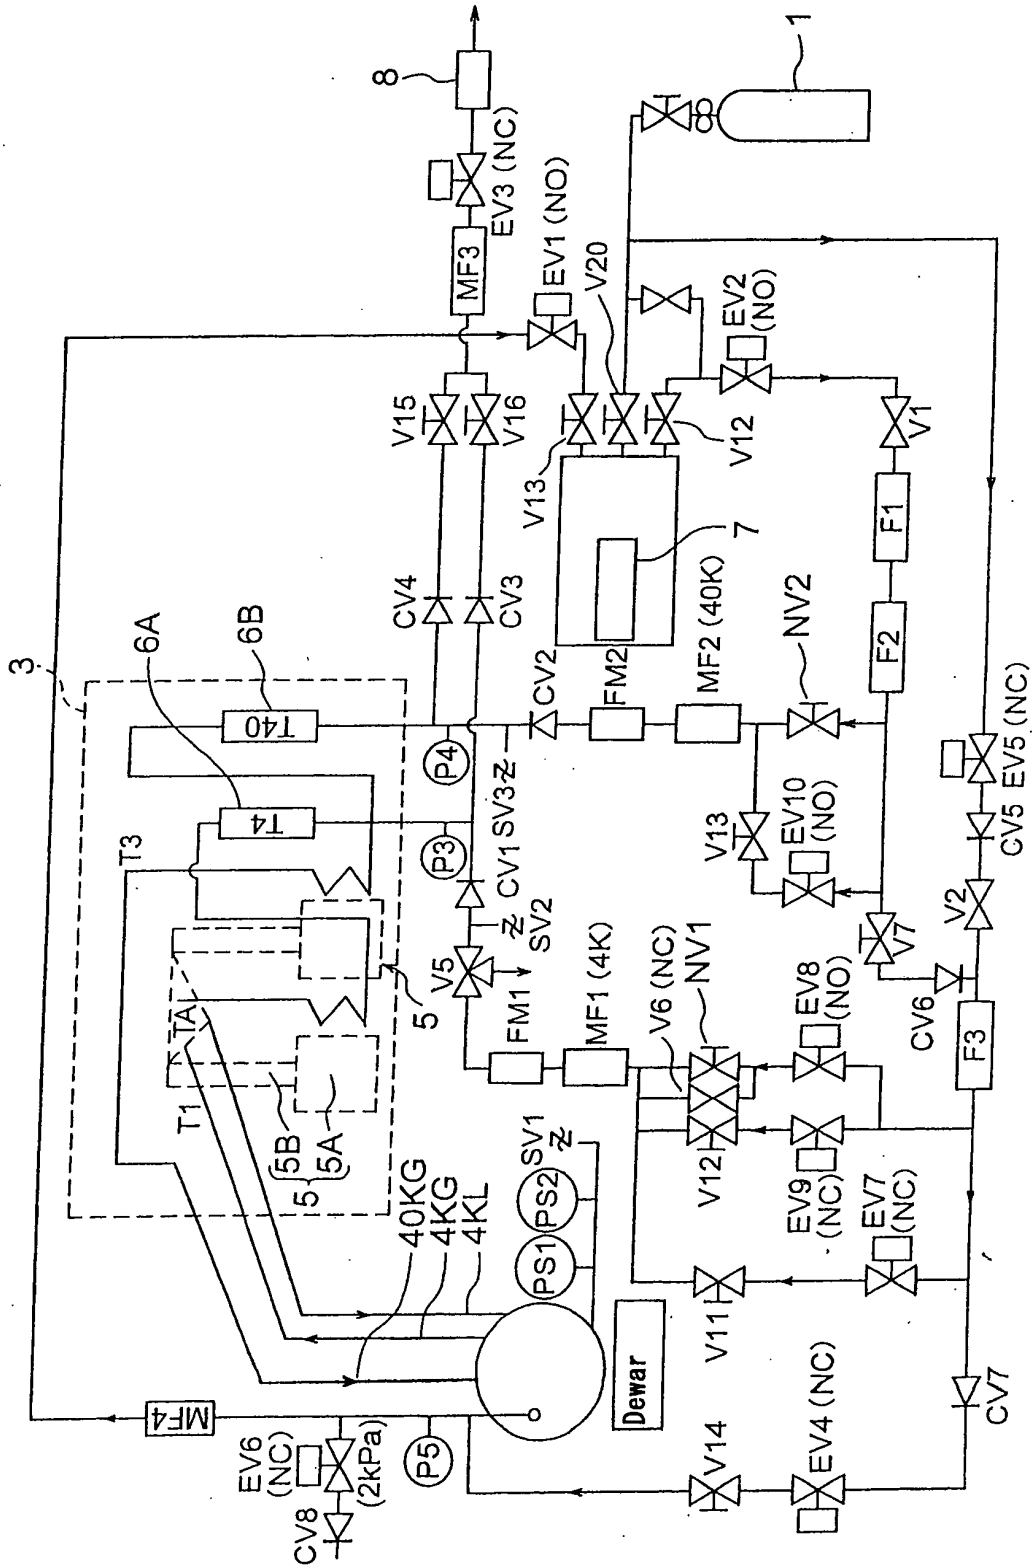 3
6A
6B
8
EV3 (NC)
MF3
EV1 (NO)
V20
1
EV2
(NO)
V15
V16
V13
V12
V1
CV4
CV3
7
F1
T40
T4
T3
P4
P3
CV2
FM2
MF2 (40K)
NV2
F2
SV3
CV1
SV2
V13
EV10
(NO)
EV5 (NC)
CV5
V2
V7
CV6
F3
TA
T1
5
5B
5A
5
V5
FM1
MF1 (4K)
V6 (NC)
NV1
EV8
(NO)
V12
EV9
(NC)
EV7
(NC)
40KG
4KG
4KL
SV1
PS2
PS1
V11
Dewar
CV7
MF4
EV6
(NC)
(2kPa)
CV8
P5
V14
EV4 (NC)